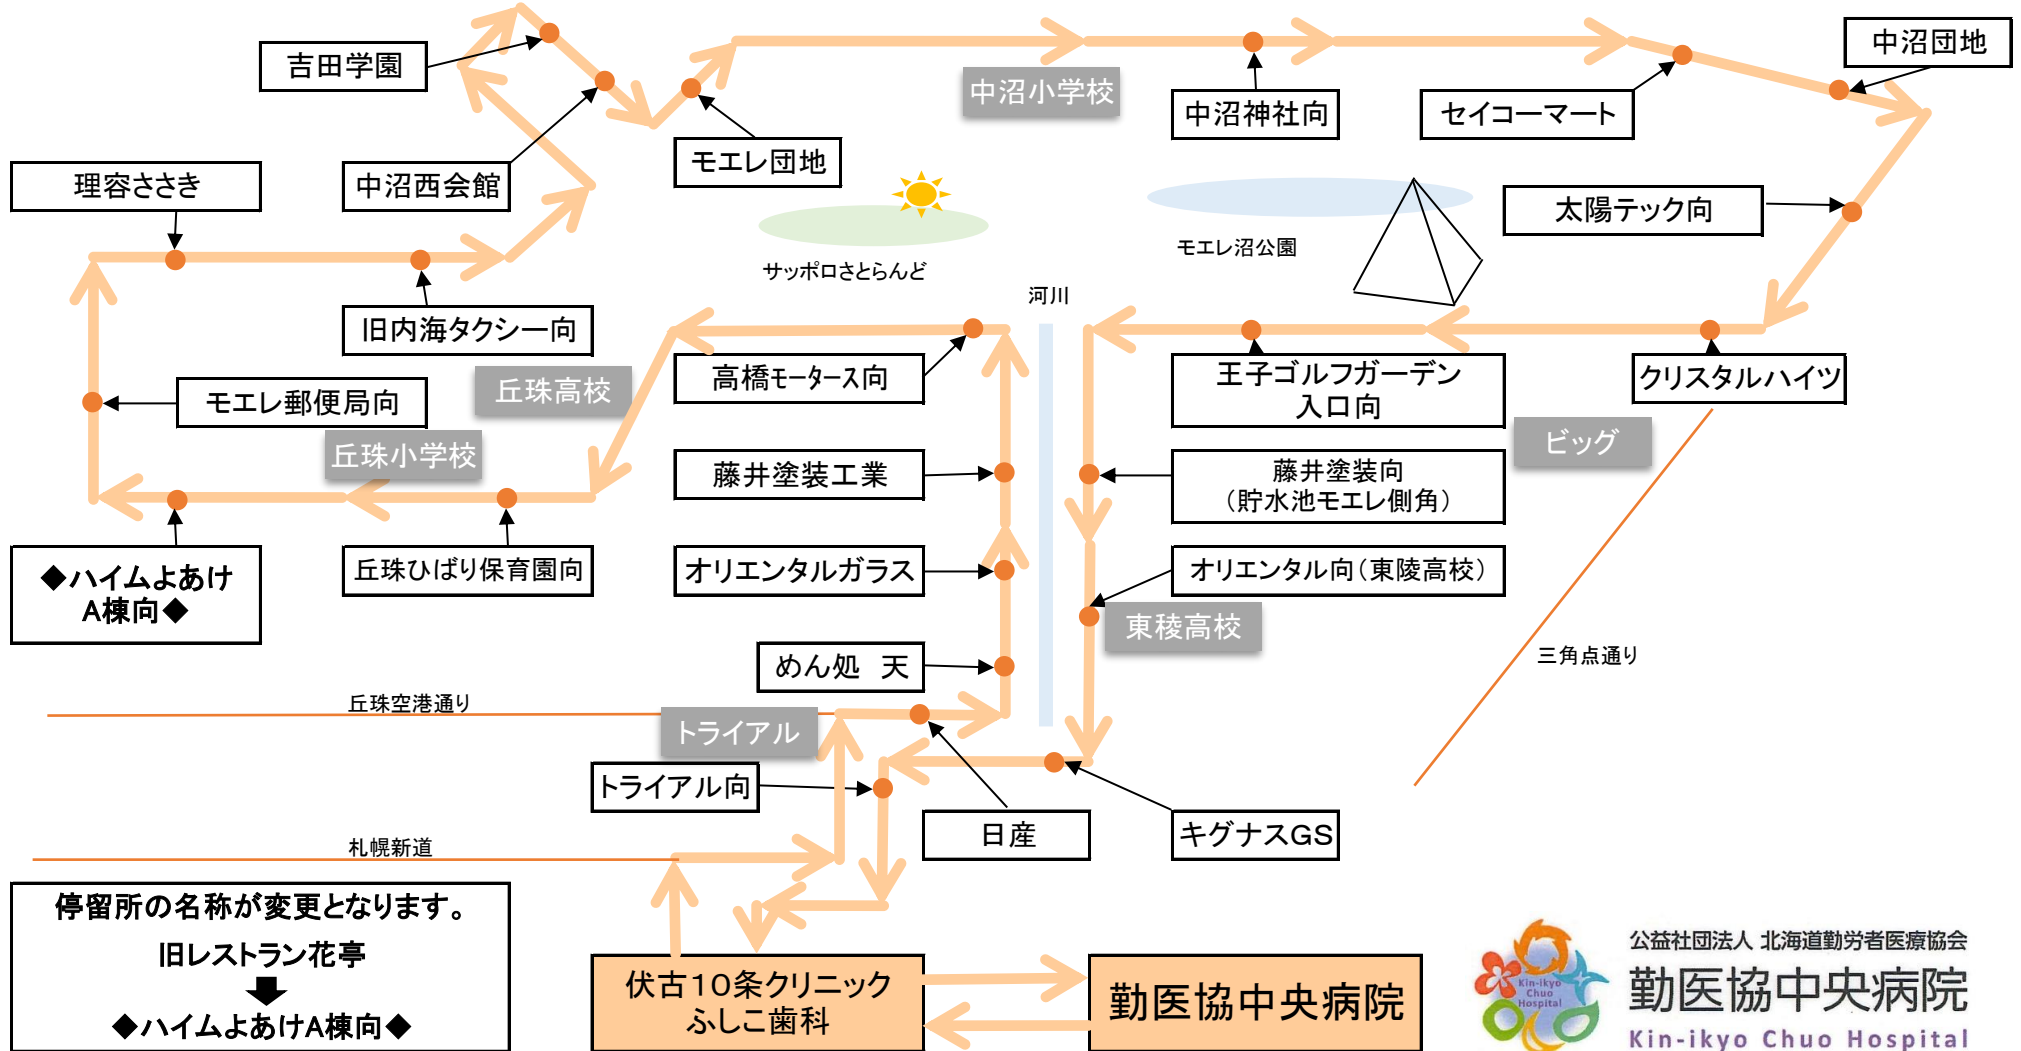 吉田学園
中沼団地
中沼小学校
中沼神社向
セイコーマート
理容ささき
中沼西会館
モエレ団地
太陽テック向
モエレ沼公園
サッポロさとらんど
河川
旧内海タクシー向
丘珠高校
高橋モータース向
王子ゴルフガーデン
入口向
クリスタルハイツ
モエレ郵便局向
丘珠小学校
ビッグ
藤井塗装工業
藤井塗装向
（貯水池モエレ側角）
◆ハイムよあけ
A棟向◆
丘珠ひばり保育園向
オリエンタルガラス
オリエンタル向（東陵高校）
東稜高校
めん処　天
三角点通り
丘珠空港通り
トライアル
トライアル向
日産
キグナスGS
札幌新道
停留所の名称が変更となります。
旧レストラン花亭
◆ハイムよあけA棟向◆
伏古10条クリニック
ふしこ歯科
勤医協中央病院
Kin-ikyo
Chuo
Hospital
公益社団法人 北海道勤労者医療協会
勤医協中央病院
Kin-ikyo Chuo Hospital